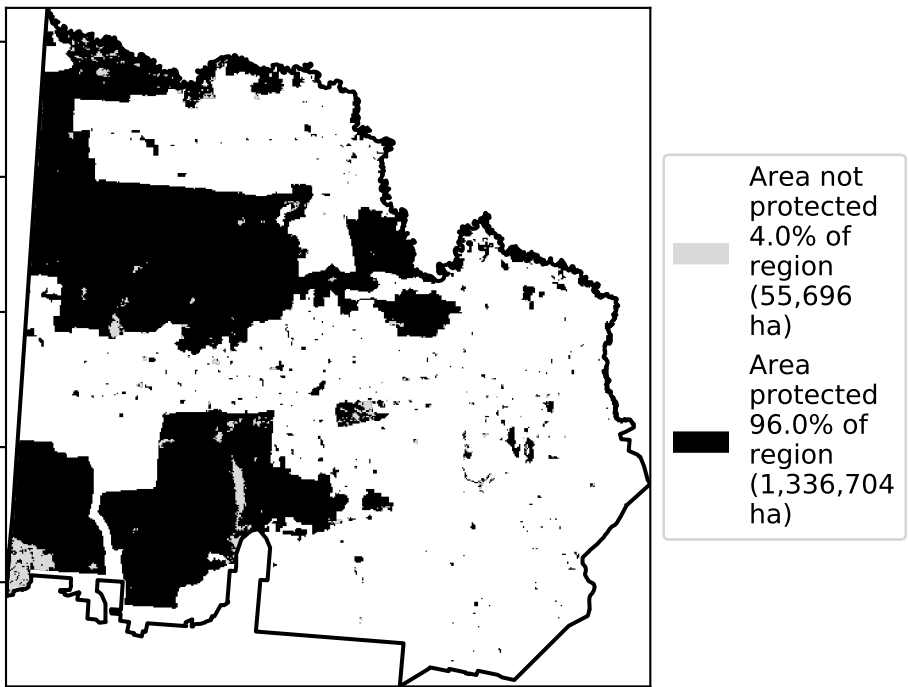 Area not
protected
4.0% of
region
(55,696
ha)
Area
protected
96.0% of
region
(1,336,704
ha)